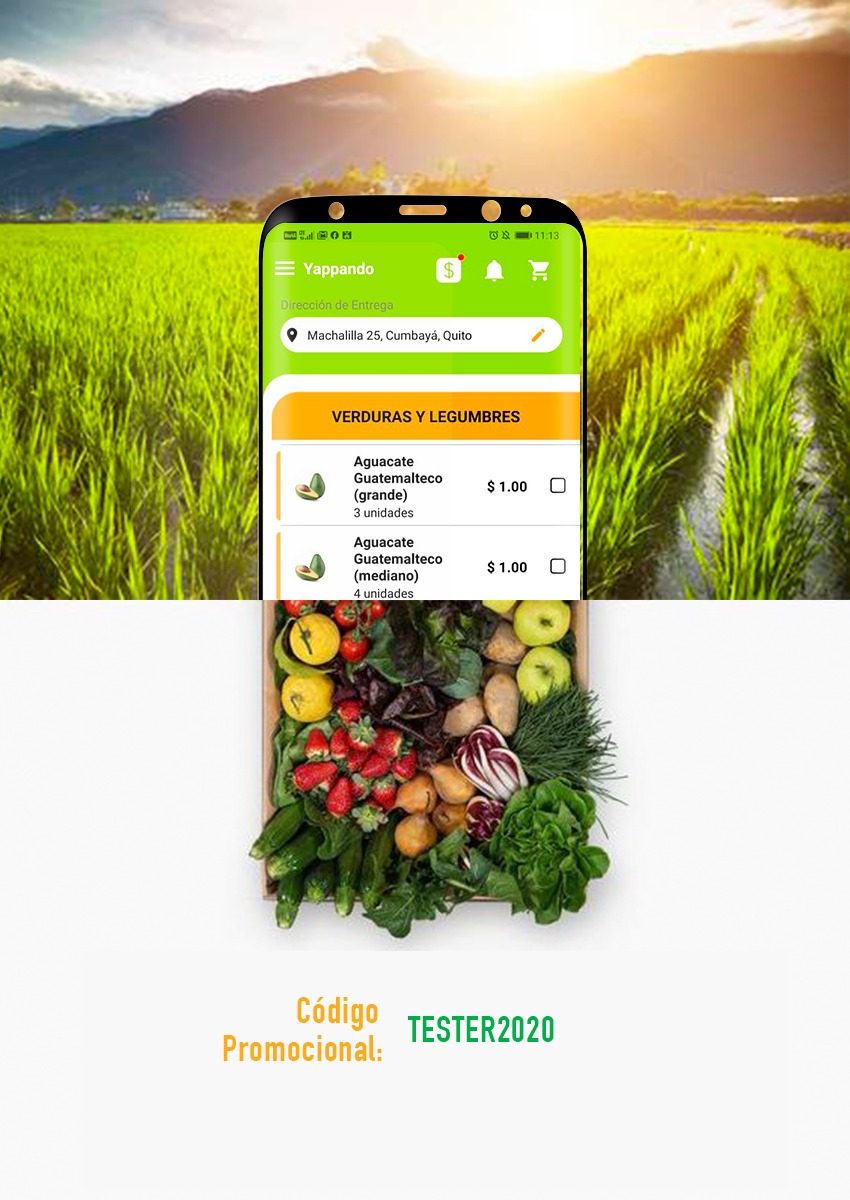 11:13
Yappando
Dirección de Entrega
Machalilla 25, Cumbayá, Quito
VERDURAS Y LEGUMBRES
Aguacate
Guatemalteco
(grande)
$ 1.00
3 unidades
Aguacate
Guatemalteco
(mediano)
$ 1.00
4 unidades
Código
Promocional:
TESTER2020